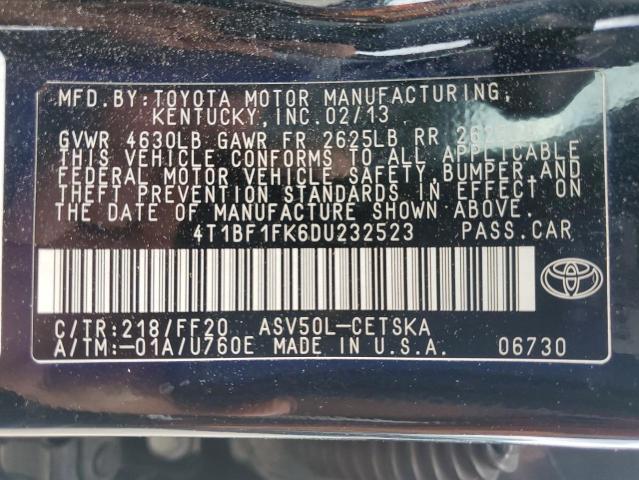 MFD. BY: TOYOTA MOTOR MANUFACTURING,
KENTUCKY, INC. 02/13
GVWR 4630LB GAWR FR 2625LB RR
THIS VEHICLE CONFORMS TO ALL APPLICABLE
FEDERAL MOTOR VEHICLE SAFETY, BUMPER, AND
THEFT PREVENTION STANDARDS IN EFFECT ON
THE DATE OF MANUFACTURE SHOWN ABOVE.
4T1BF1FK6DU232523 PASS. CAR
C/TR: 218/FF20 ASV50L-CETSKA
A/TM: -01A/U760E MADE IN U.S.A. 06730